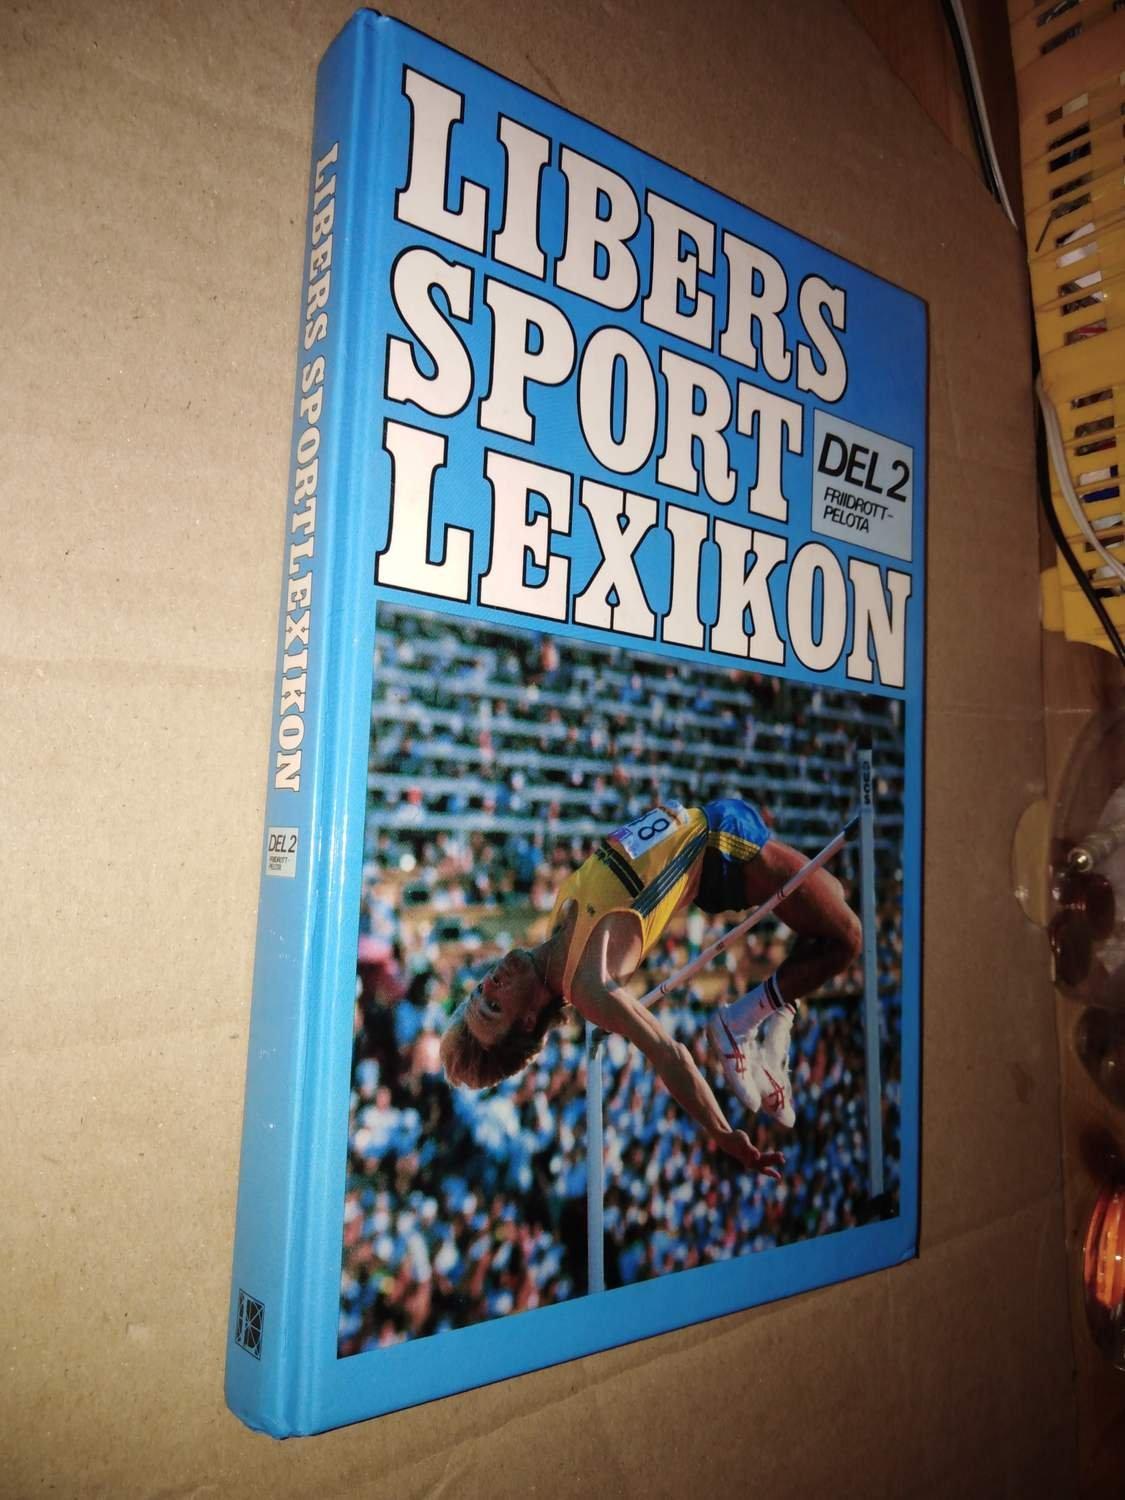 LIBERS
SPORT
LEXIKON
DEL 2
FRIIDROTT-
PELOTA
LIBERS SPORTLEXIKON
DEL 2
FRIIDROTT-
PELOTA